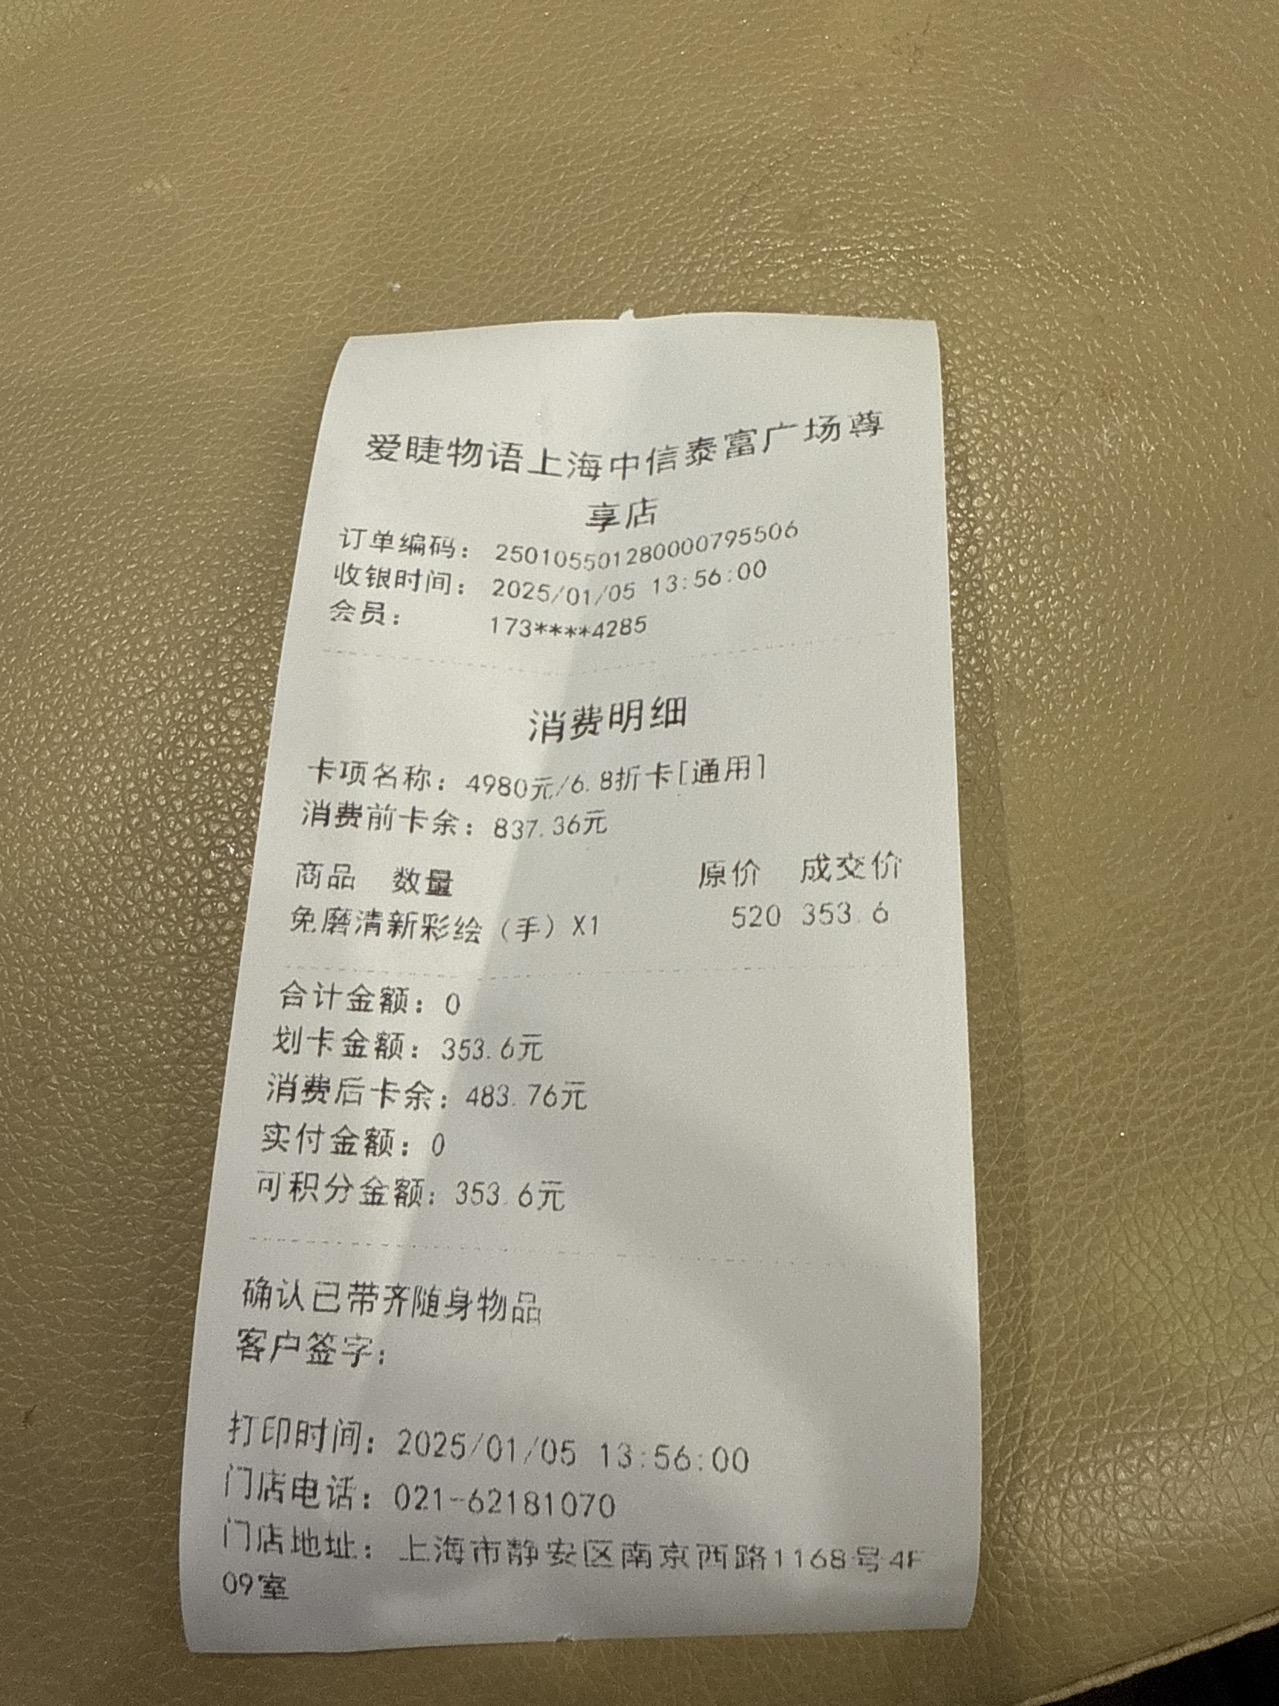 爱睫物语上海中信泰富广场尊
享店
订单编码： 250105501280000795506
收银时间： 2025/01/05 13:56:00
会员： 173****4285
消费明细
卡项名称：4980元/6.8折卡[通用]
消费前卡余：837.36元
商品 数量 原价 成交价
免磨清新彩绘（手）X1 520 353.6
合计金额：0
划卡金额：353.6元
消费后卡余：483.76元
实付金额：0
可积分金额：353.6元
确认已带齐随身物品
客户签字：
打印时间：2025/01/05 13:56:00
门店电话：021-62181070
门店地址：上海市静安区南京西路1168号4F
09室